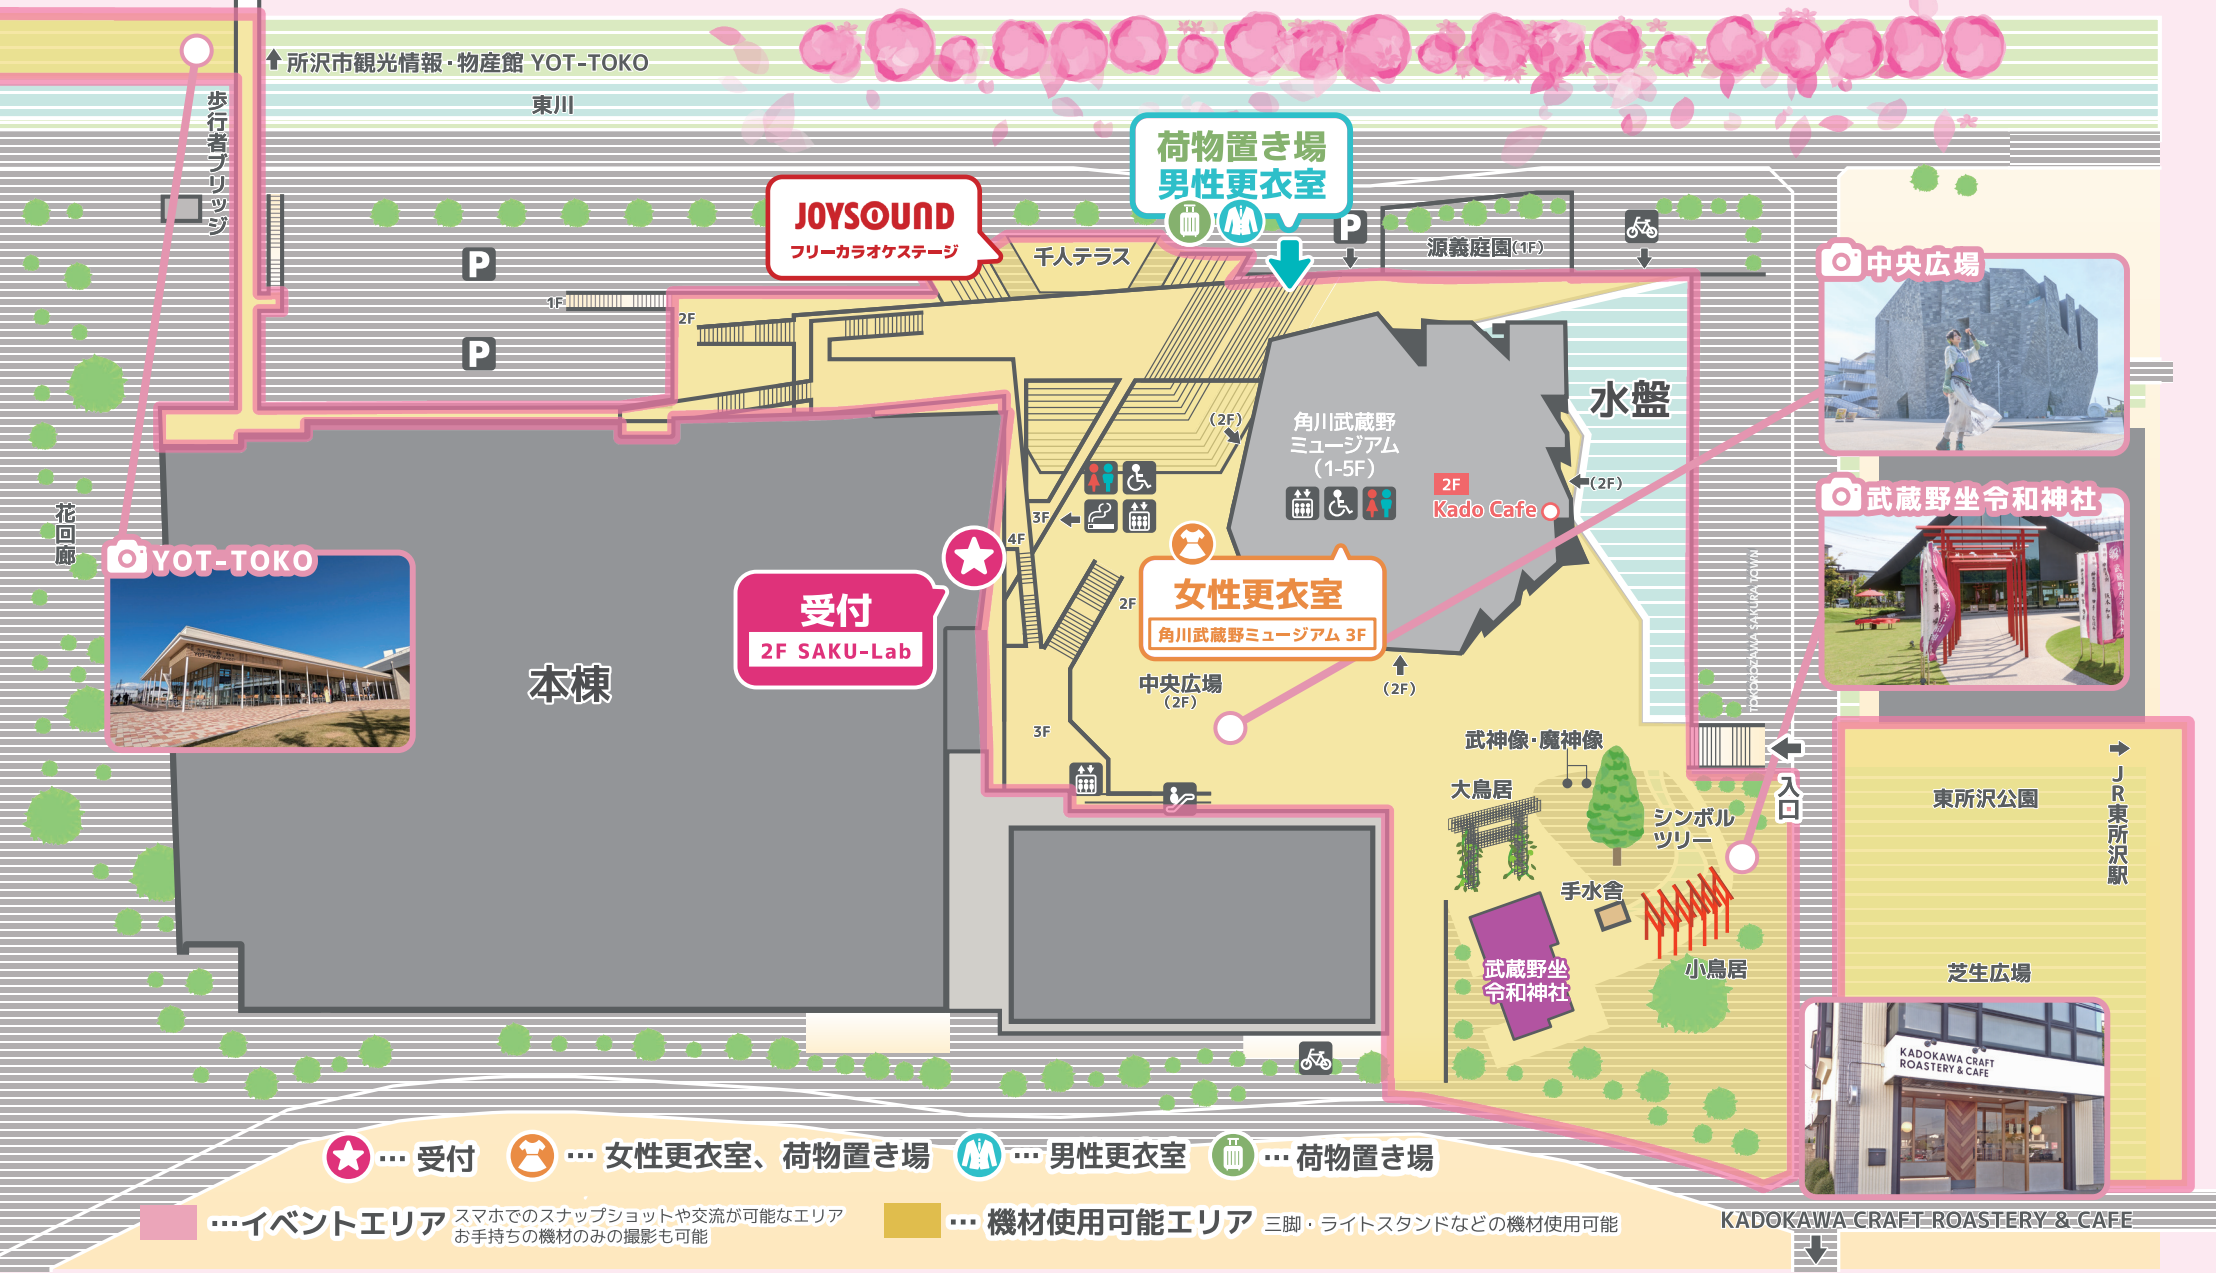 所沢市観光情報・物産館 YOT-TOKO
東川
歩行者ブリッジ
荷物置き場
男性更衣室
JOYSOUND
フリーカラオケステージ
千人テラス
P
源義庭園(1F)
中央広場
P
1F
2F
P
水盤
(2F)
角川武蔵野
ミュージアム
(1-5F)
2F
Kado Cafe
(2F)
武蔵野坐令和神社
花回廊
3F
4F
YOT-TOKO
受付
2F SAKU-Lab
2F
女性更衣室
角川武蔵野ミュージアム 3F
TOKOROZAWA SAKURA TOWN
本棟
中央広場
(2F)
(2F)
3F
武神像・魔神像
大鳥居
シンボル
ツリー
入口
東所沢公園
JR東所沢駅
手水舎
小鳥居
武蔵野坐
令和神社
芝生広場
KADOKAWA CRAFT
ROASTERY & CAFE
… 受付
… 女性更衣室、荷物置き場
… 男性更衣室
… 荷物置き場
…イベントエリア
スマホでのスナップショットや交流が可能なエリア
お手持ちの機材のみの撮影も可能
… 機材使用可能エリア
三脚・ライトスタンドなどの機材使用可能
KADOKAWA CRAFT ROASTERY & CAFE